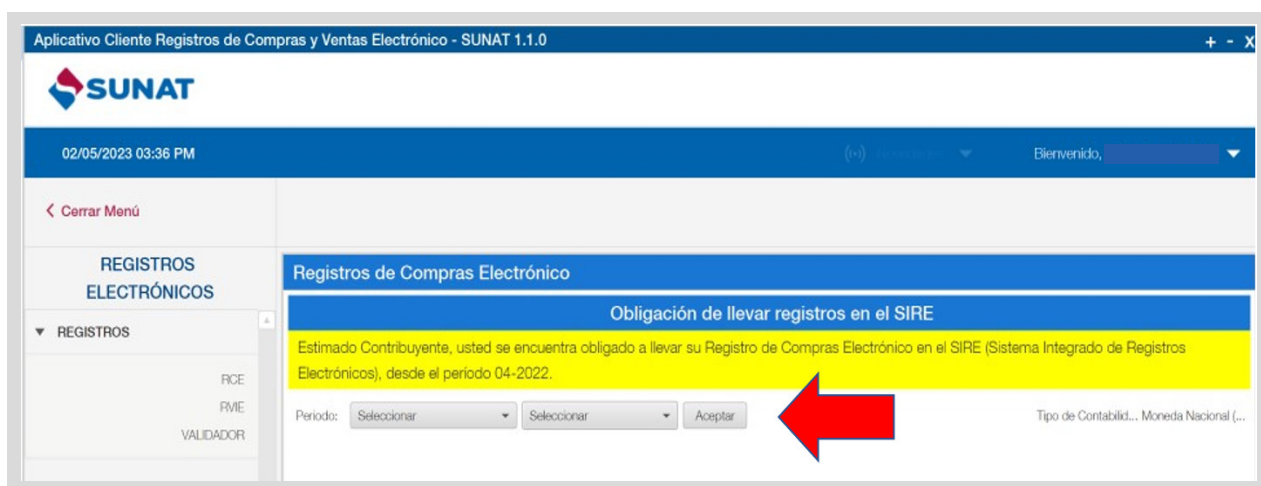 Aplicativo Cliente Registros de Compras y Ventas Electrónico - SUNAT 1.1.0
+ - X
SUNAT
02/05/2023 03:36 PM
Bienvenido,
Cerrar Menú
REGISTROS
ELECTRÓNICOS
Registros de Compras Electrónico
Obligación de llevar registros en el SIRE
REGISTROS
Estimado Contribuyente, usted se encuentra obligado a llevar su Registro de Compras Electrónico en el SIRE (Sistema Integrado de Registros
Electrónicos), desde el período 04-2022.
RCE
RVIE
VALIDADOR
Periodo: Seleccionar Seleccionar Aceptar
Tipo de Contabilid... Moneda Nacional (...